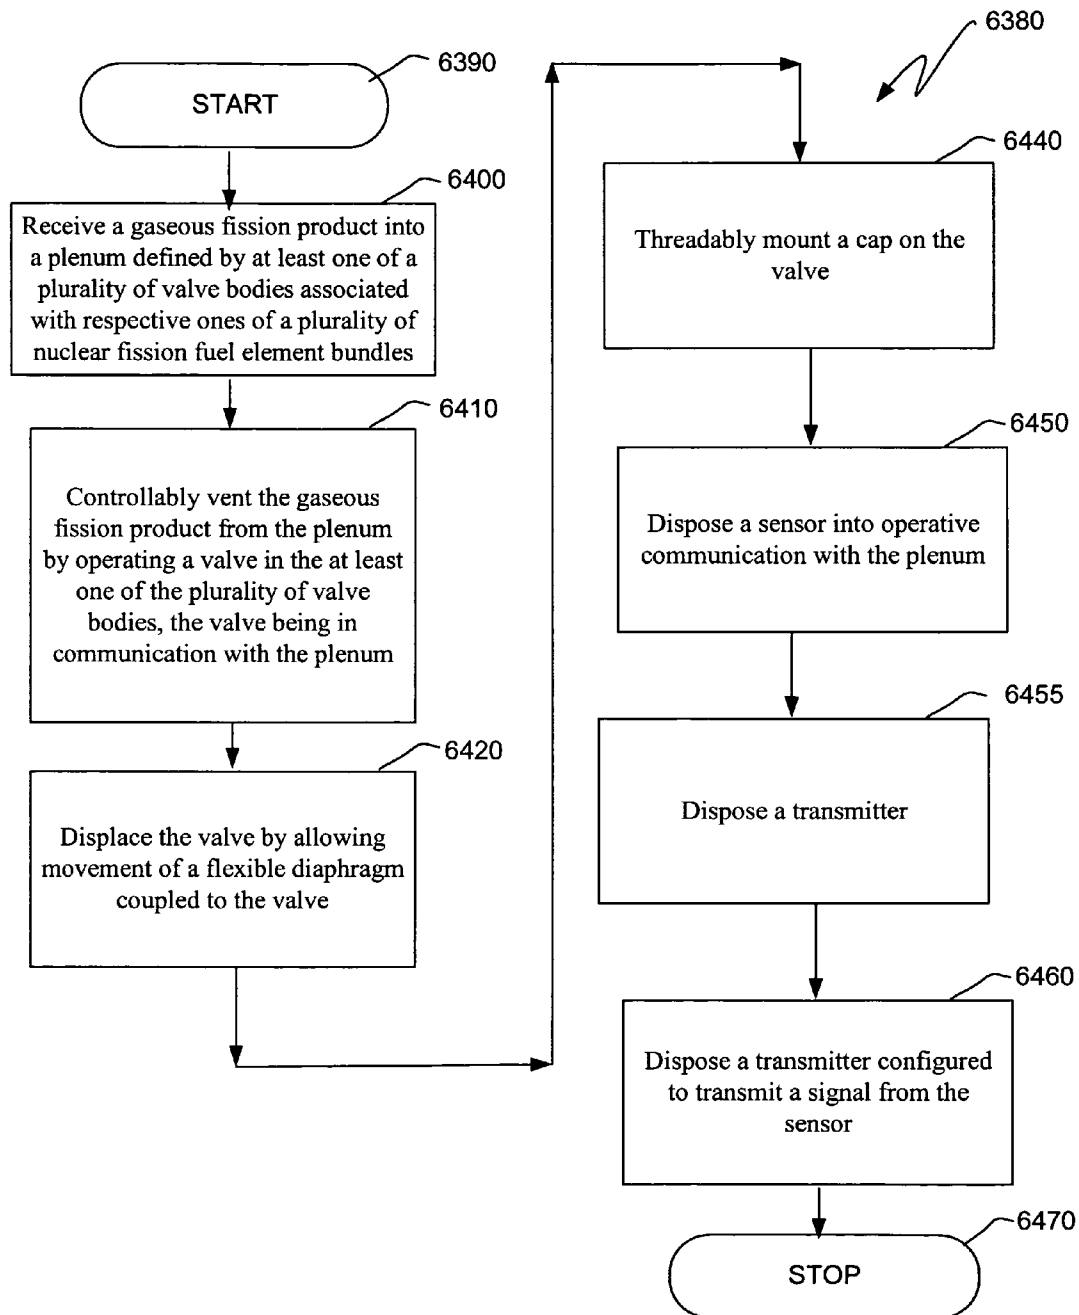 6390
START
6400
Receive a gaseous fission product into
a plenum defined by at least one of a
plurality of valve bodies associated
with respective ones of a plurality of
nuclear fission fuel element bundles
6410
Controllably vent the gaseous
fission product from the plenum
by operating a valve in the at least
one of the plurality of valve
bodies, the valve being in
communication with the plenum
6420
Displace the valve by allowing
movement of a flexible diaphragm
coupled to the valve
6380
6440
Threadably mount a cap on the
valve
6450
Dispose a sensor into operative
communication with the plenum
6455
Dispose a transmitter
6460
Dispose a transmitter configured
to transmit a signal from the
sensor
6470
STOP